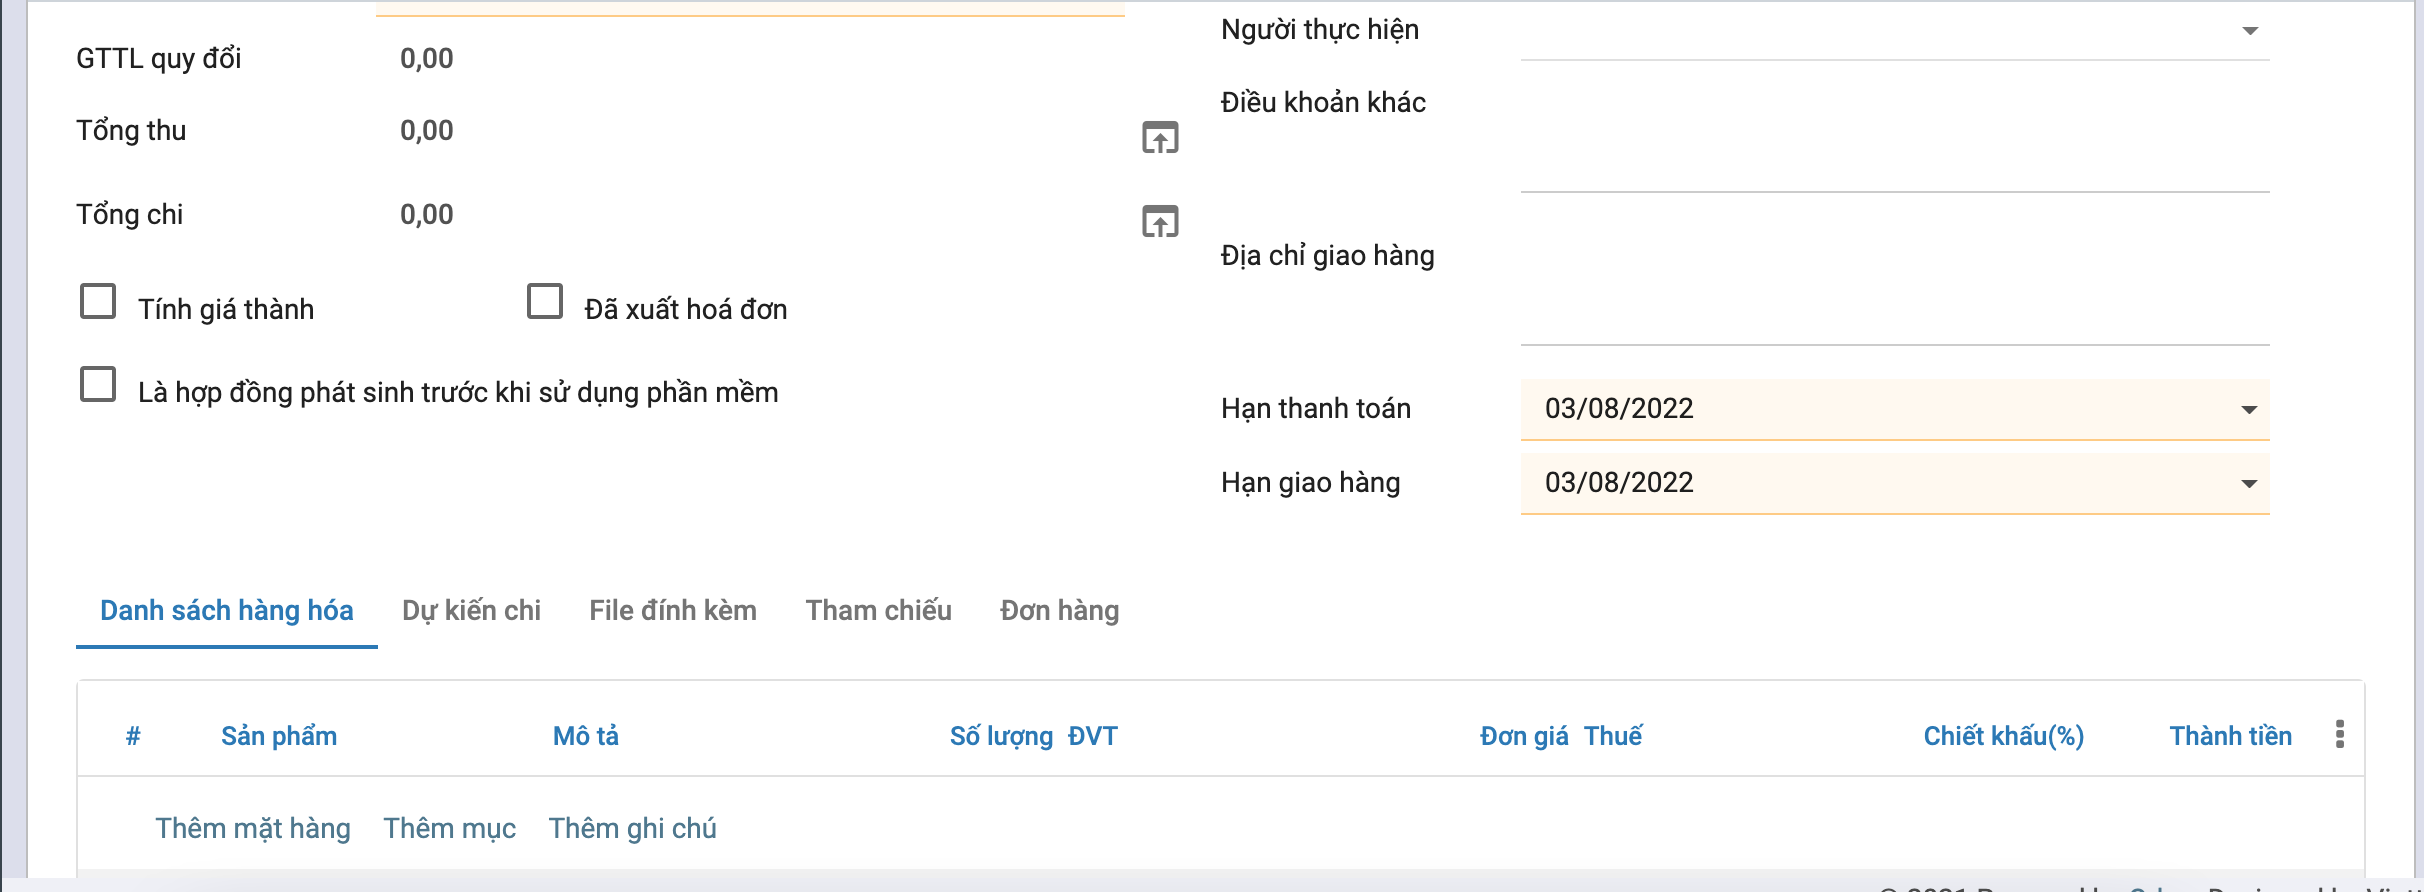 GTTL quy đổi 0,00
Tổng thu 0,00
Tổng chi 0,00
Tính giá thành Đã xuất hoá đơn
Là hợp đồng phát sinh trước khi sử dụng phần mềm
Người thực hiện
Điều khoản khác
Địa chỉ giao hàng
Hạn thanh toán 03/08/2022
Hạn giao hàng 03/08/2022
Danh sách hàng hóa Dự kiến chi File đính kèm Tham chiếu Đơn hàng
# Sản phẩm Mô tả Số lượng ĐVT Đơn giá Thuế Chiết khấu(%) Thành tiền
Thêm mặt hàng Thêm mục Thêm ghi chú